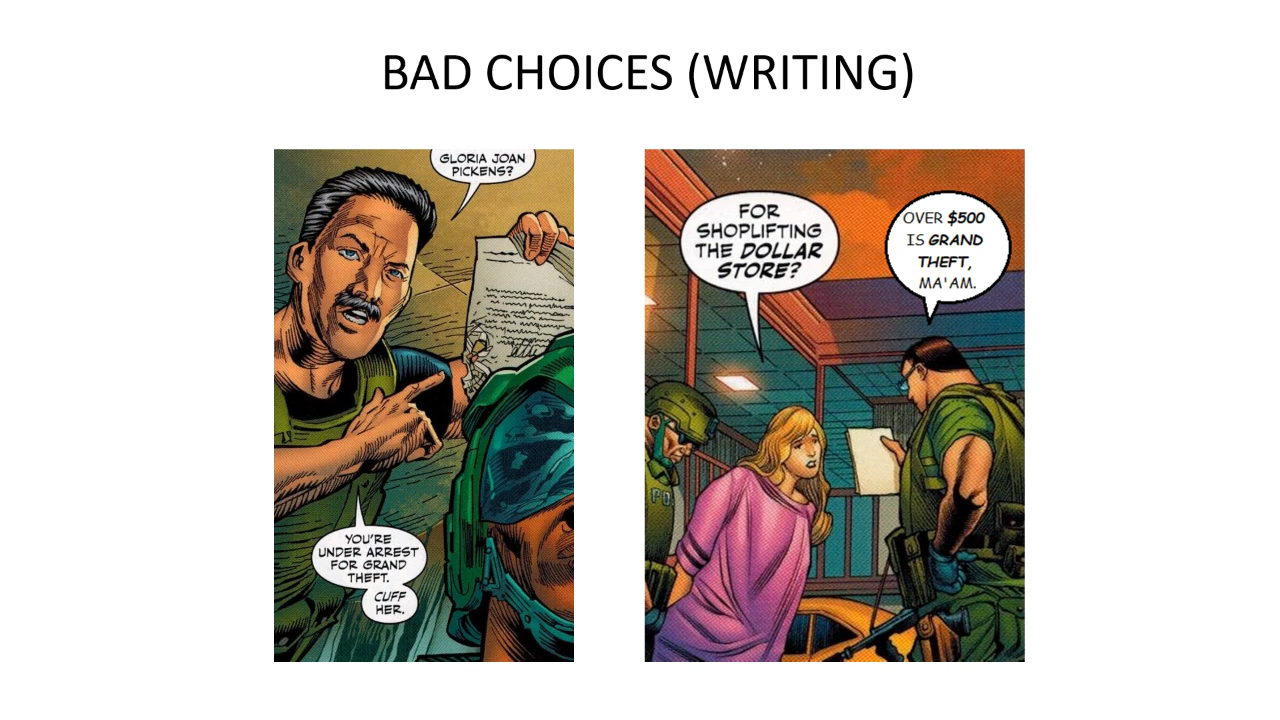 BAD CHOICES (WRITING)
GLORIA JOAN
PICKENS?
YOU'RE
UNDER ARREST
FOR GRAND
THEFT.
CUFF
HER.
FOR
SHOPLIFTING
THE DOLLAR
STORE?
OVER $500
IS GRAND
THEFT,
MA'AM.
PO